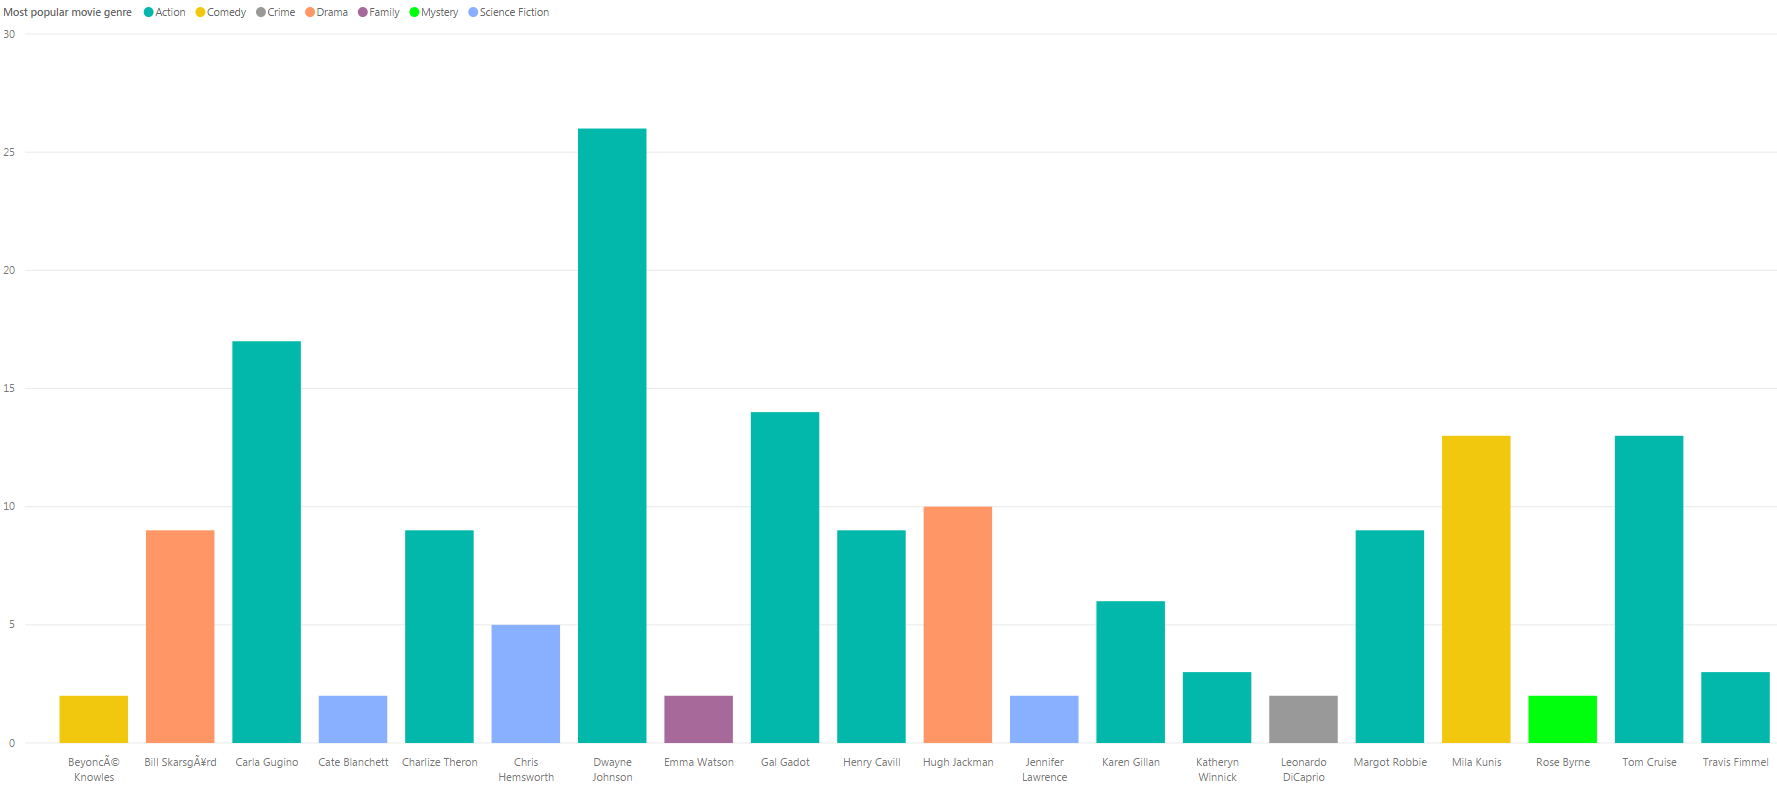 Most popular movie genre Action Comedy Crime Drama Family Mystery Science Fiction
30
25
20
15
10
5
0
BeyoncÃ© Knowles
Bill SkarsgÃ¥rd
Carla Gugino
Cate Blanchett
Charlize Theron
Chris
Hemsworth
Dwayne
Johnson
Emma Watson
Gal Gadot
Henry Cavill
Hugh Jackman
Jennifer
Lawrence
Karen Gillan
Katheryn
Winnick
Leonardo
DiCaprio
Margot Robbie
Mila Kunis
Rose Byrne
Tom Cruise
Travis Fimmel